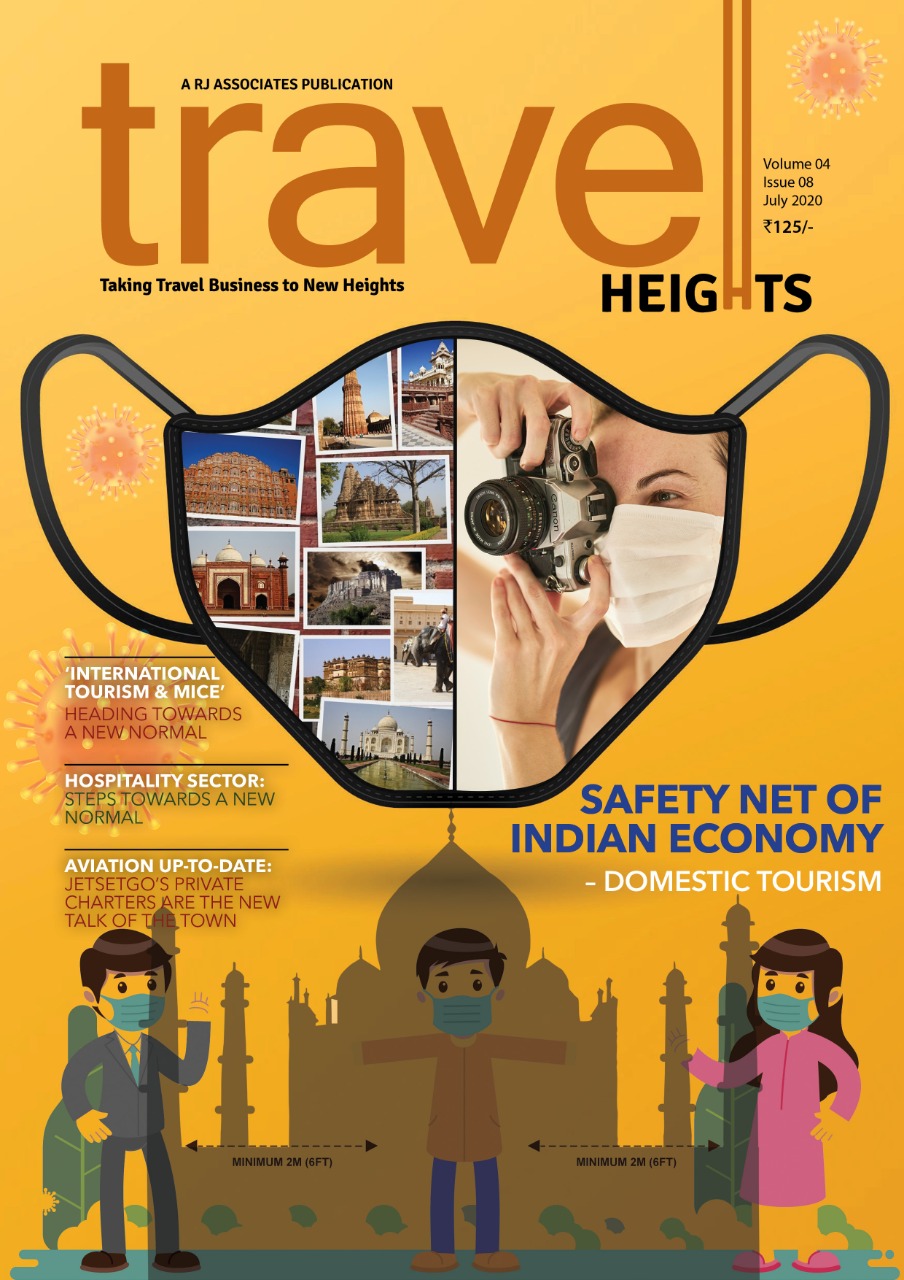 A RJ ASSOCIATES PUBLICATION
travel
HEIGHTS
Taking Travel Business to New Heights
Volume 04
Issue 08
July 2020
₹125/-
Canon
'INTERNATIONAL
TOURISM & MICE'
HEADING TOWARDS
A NEW NORMAL
HOSPITALITY SECTOR:
STEPS TOWARDS A NEW
NORMAL
AVIATION UP-TO-DATE:
JETSETGO'S PRIVATE
CHARTERS ARE THE NEW
TALK OF THE TOWN
SAFETY NET OF
INDIAN ECONOMY
– DOMESTIC TOURISM
MINIMUM 2M (6FT)
MINIMUM 2M (6FT)